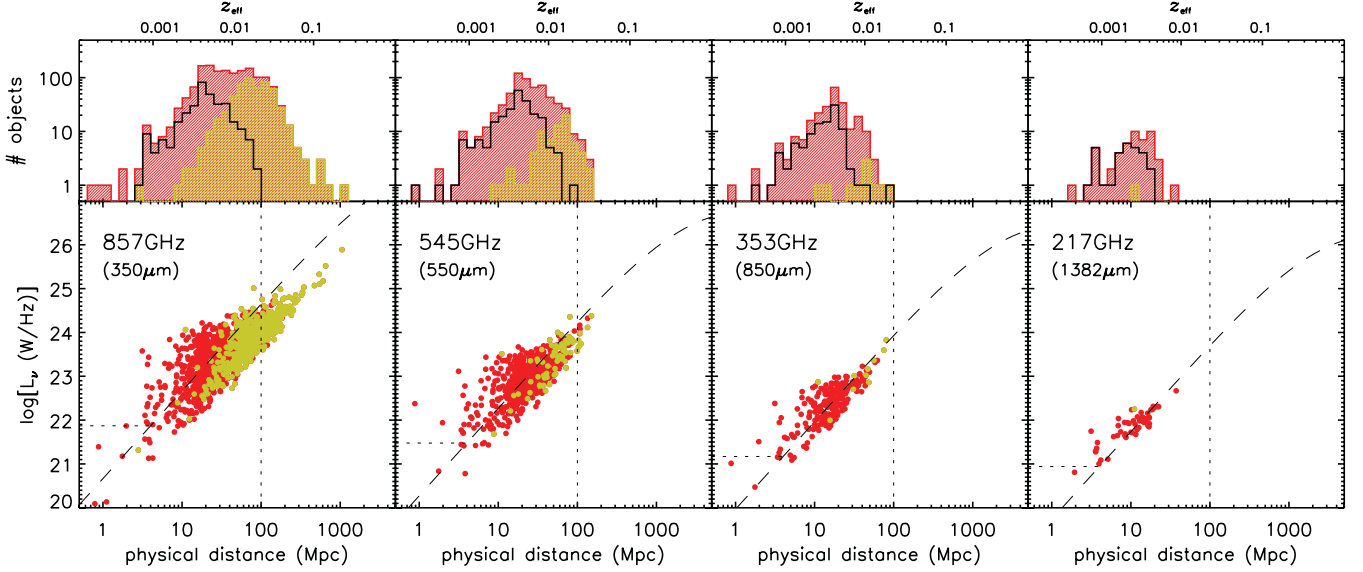 z_eff z_eff z_eff z_eff
0.001 0.01 0.1 0.001 0.01 0.1 0.001 0.01 0.1 0.001 0.01 0.1
# objects
100
10
1
log[L_ν (W/Hz)]
26
25
24
23
22
21
20
857GHz 545GHz 353GHz 217GHz
(350μm) (550μm) (850μm) (1382μm)
1 10 100 1000 1 10 100 1000 1 10 100 1000 1 10 100 1000
physical distance (Mpc) physical distance (Mpc) physical distance (Mpc) physical distance (Mpc)